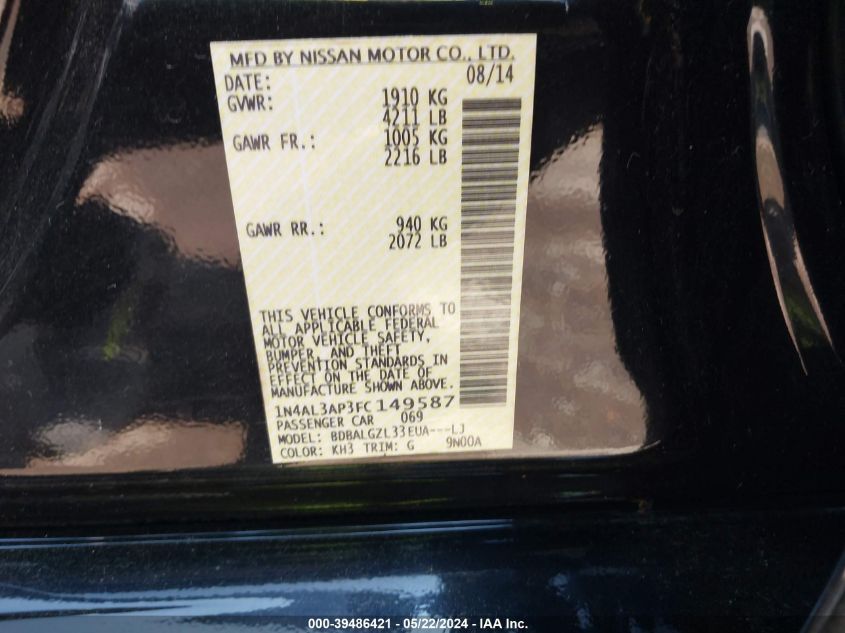 MFD BY NISSAN MOTOR CO., LTD.
DATE: 08/14
GVWR: 1910 KG
4211 LB
GAWR FR.: 1005 KG
2216 LB
GAWR RR.: 940 KG
2072 LB
THIS VEHICLE CONFORMS TO
ALL APPLICABLE FEDERAL
MOTOR VEHICLE SAFETY,
BUMPER, AND THEFT
PREVENTION STANDARDS IN
EFFECT ON THE DATE OF
MANUFACTURE SHOWN ABOVE.
1N4AL3AP3FC149587
PASSENGER CAR 069
MODEL: BDBALGZL33EUA---LJ
COLOR: KH3 TRIM: G 9N00A
000-39486421 - 05/22/2024 - IAA Inc.